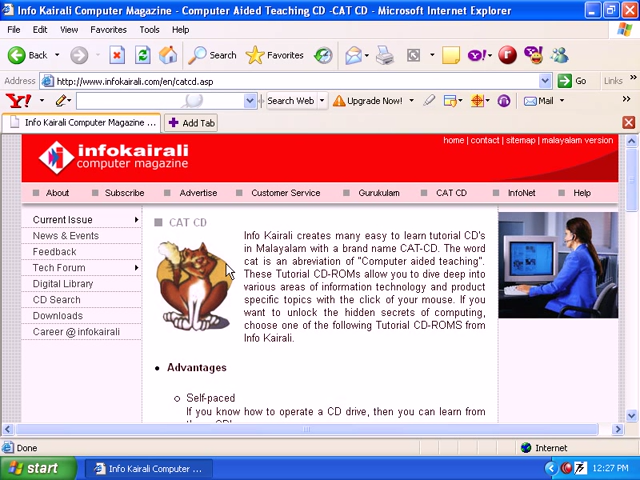 Info Kairali Computer Magazine - Computer Aided Teaching CD -CAT CD - Microsoft Internet Explorer
File Edit View Favorites Tools Help
Back Search Favorites
Address http://www.infokairali.com/en/catcd.asp Go Links »
Y! Search Web Upgrade Now! Mail »
Info Kairali Computer Magazine ... Add Tab
home | contact | sitemap | malayalam version
infokairali
computer magazine
About Subscribe Advertise Customer Service Gurukulam CAT CD InfoNet Help
Current Issue
News & Events
Feedback
Tech Forum
Digital Library
CD Search
Downloads
Career @ infokairali
CAT CD
Info Kairali creates many easy to learn tutorial CD's
in Malayalam with a brand name CAT-CD. The word
cat is an abreviation of "Computer aided teaching".
These Tutorial CD-ROMs allow you to dive deep into
various areas of information technology and product
specific topics with the click of your mouse. If you
want to unlock the hidden secrets of computing,
choose one of the following Tutorial CD-ROMS from
Info Kairali.
Advantages
Self-paced
If you know how to operate a CD drive, then you can learn from
Done Internet
start Info Kairali Computer ... 12:27 PM